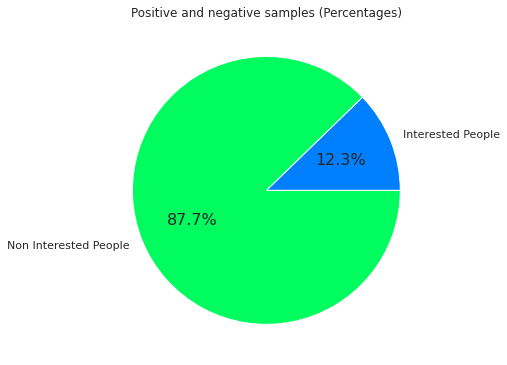 Positive and negative samples (Percentages)
Interested People
12.3%
87.7%
Non Interested People